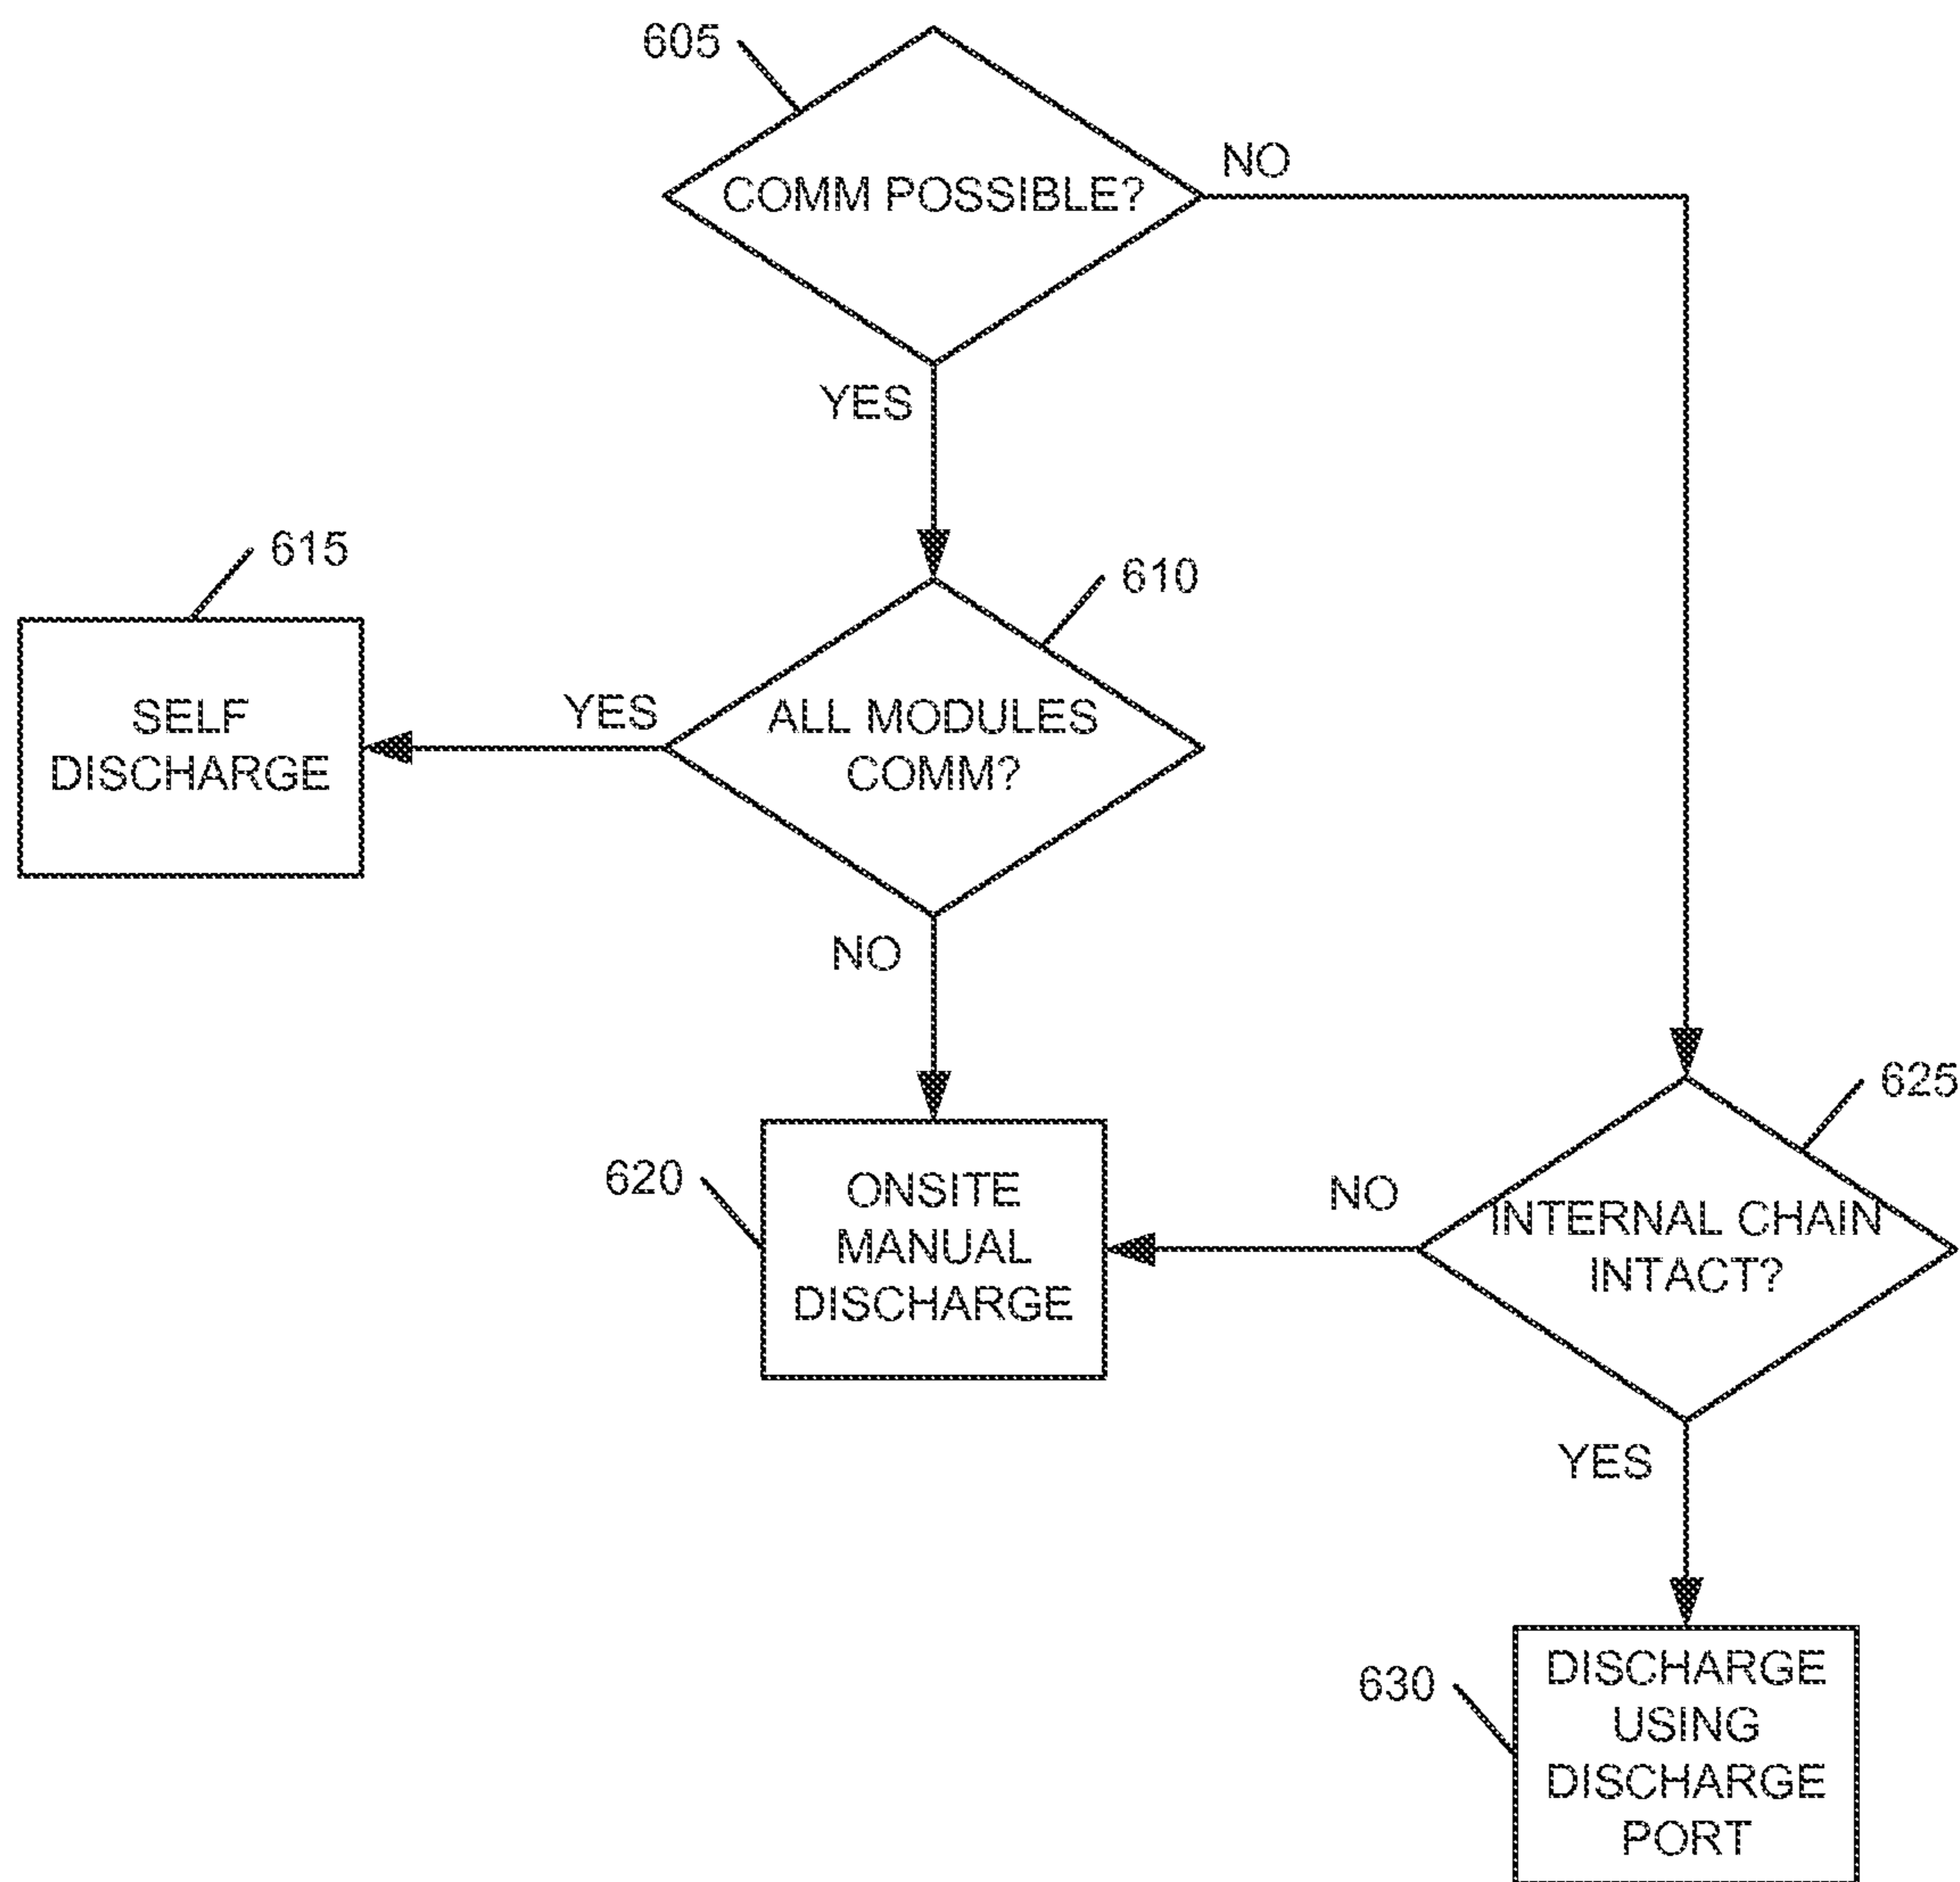 605
COMM POSSIBLE?
NO
YES
615
610
SELF
DISCHARGE
YES
ALL MODULES
COMM?
NO
625
620
ONSITE
MANUAL
DISCHARGE
NO
INTERNAL CHAIN
INTACT?
YES
630
DISCHARGE
USING
DISCHARGE
PORT